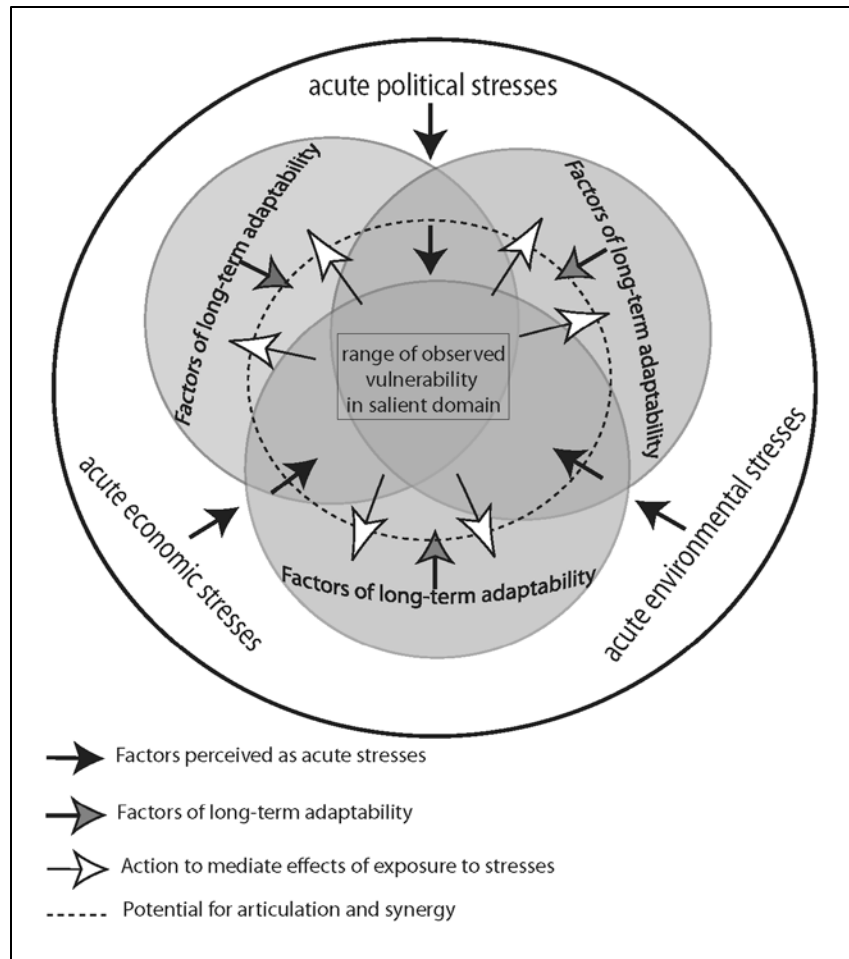 acute political stresses
Factors of long-term adaptability
Factors of long-term adaptability
range of observed
vulnerability
in salient domain
acute economic stresses
acute environmental stresses
Factors of long-term adaptability
Factors perceived as acute stresses
Factors of long-term adaptability
Action to mediate effects of exposure to stresses
Potential for articulation and synergy